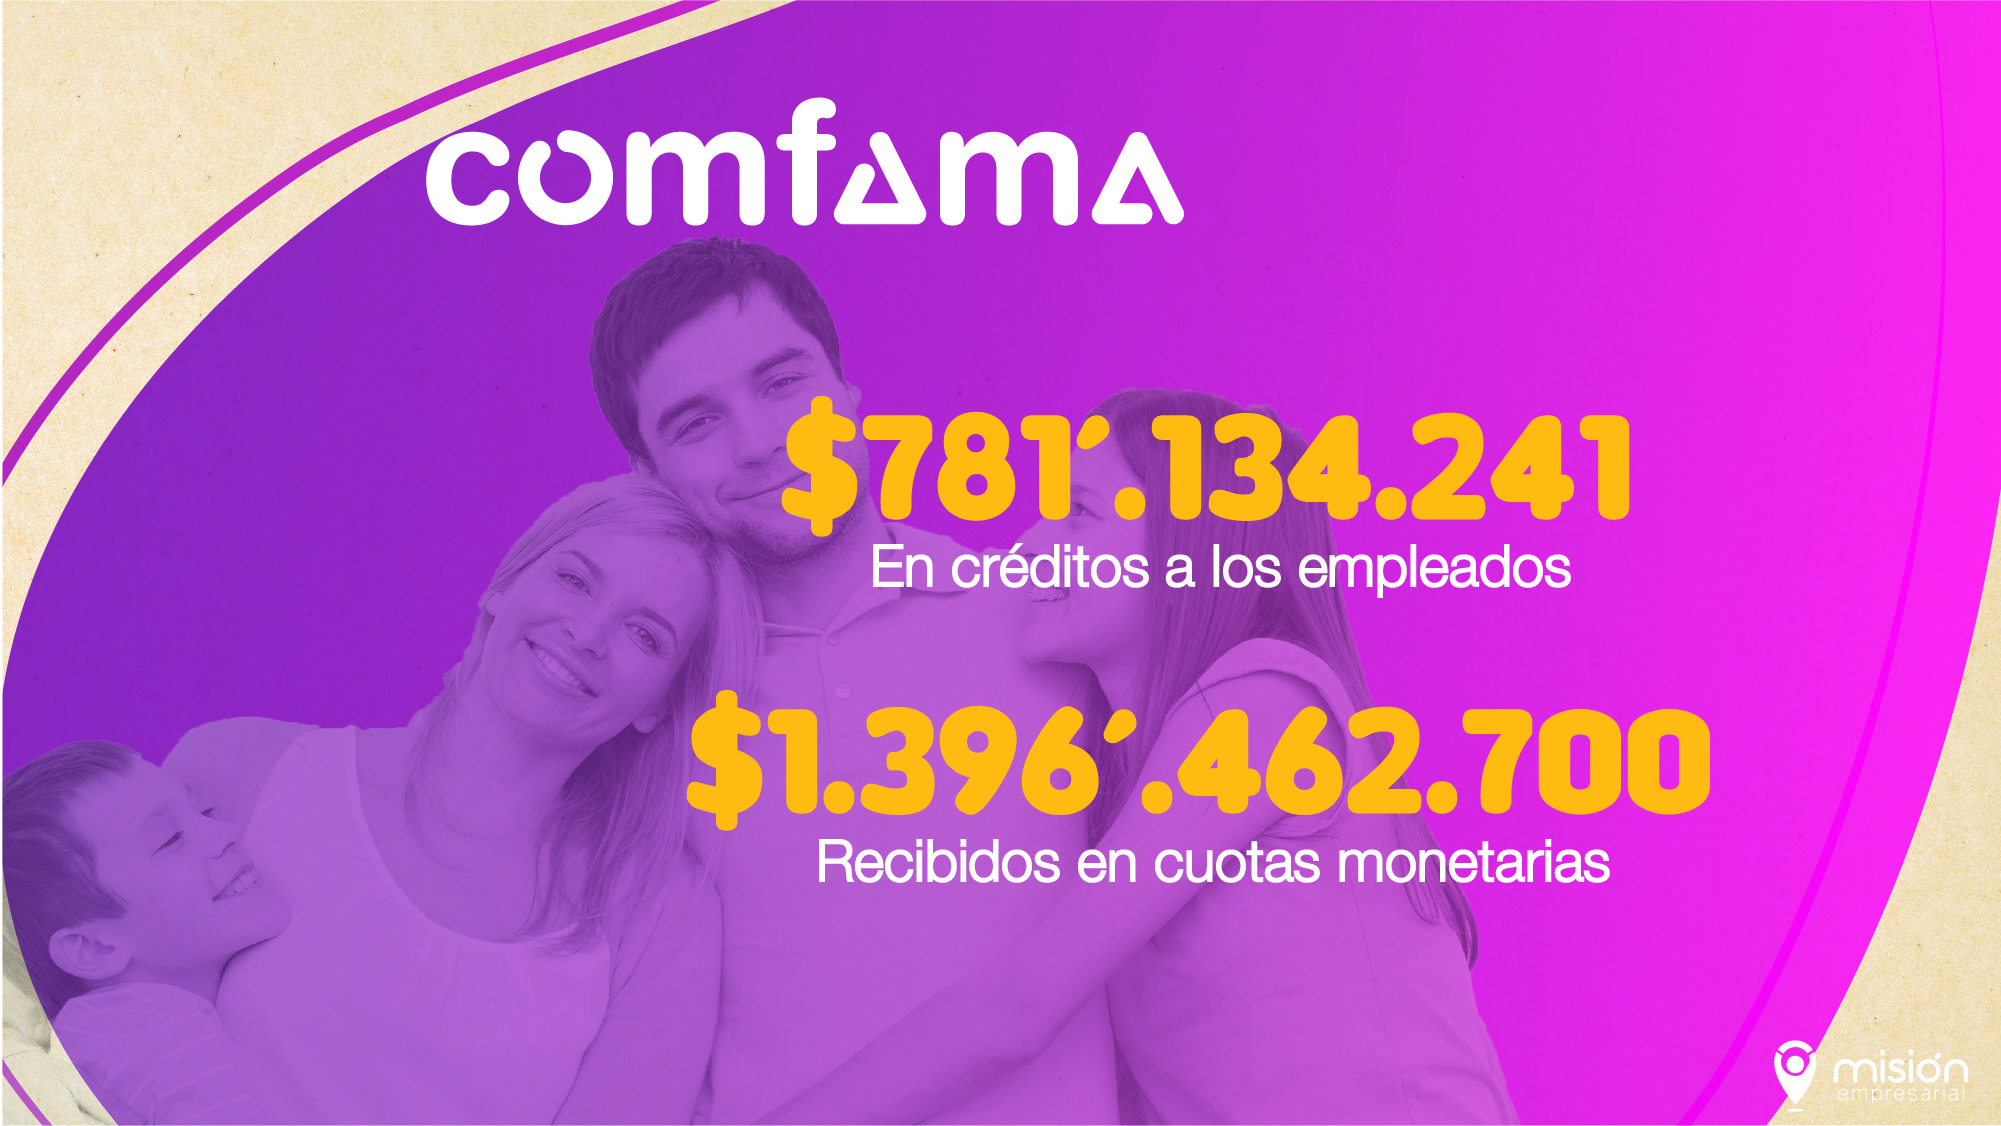 comfama
$781´.134.241
En créditos a los empleados
$1.396´.462.700
Recibidos en cuotas monetarias
misión
empresarial